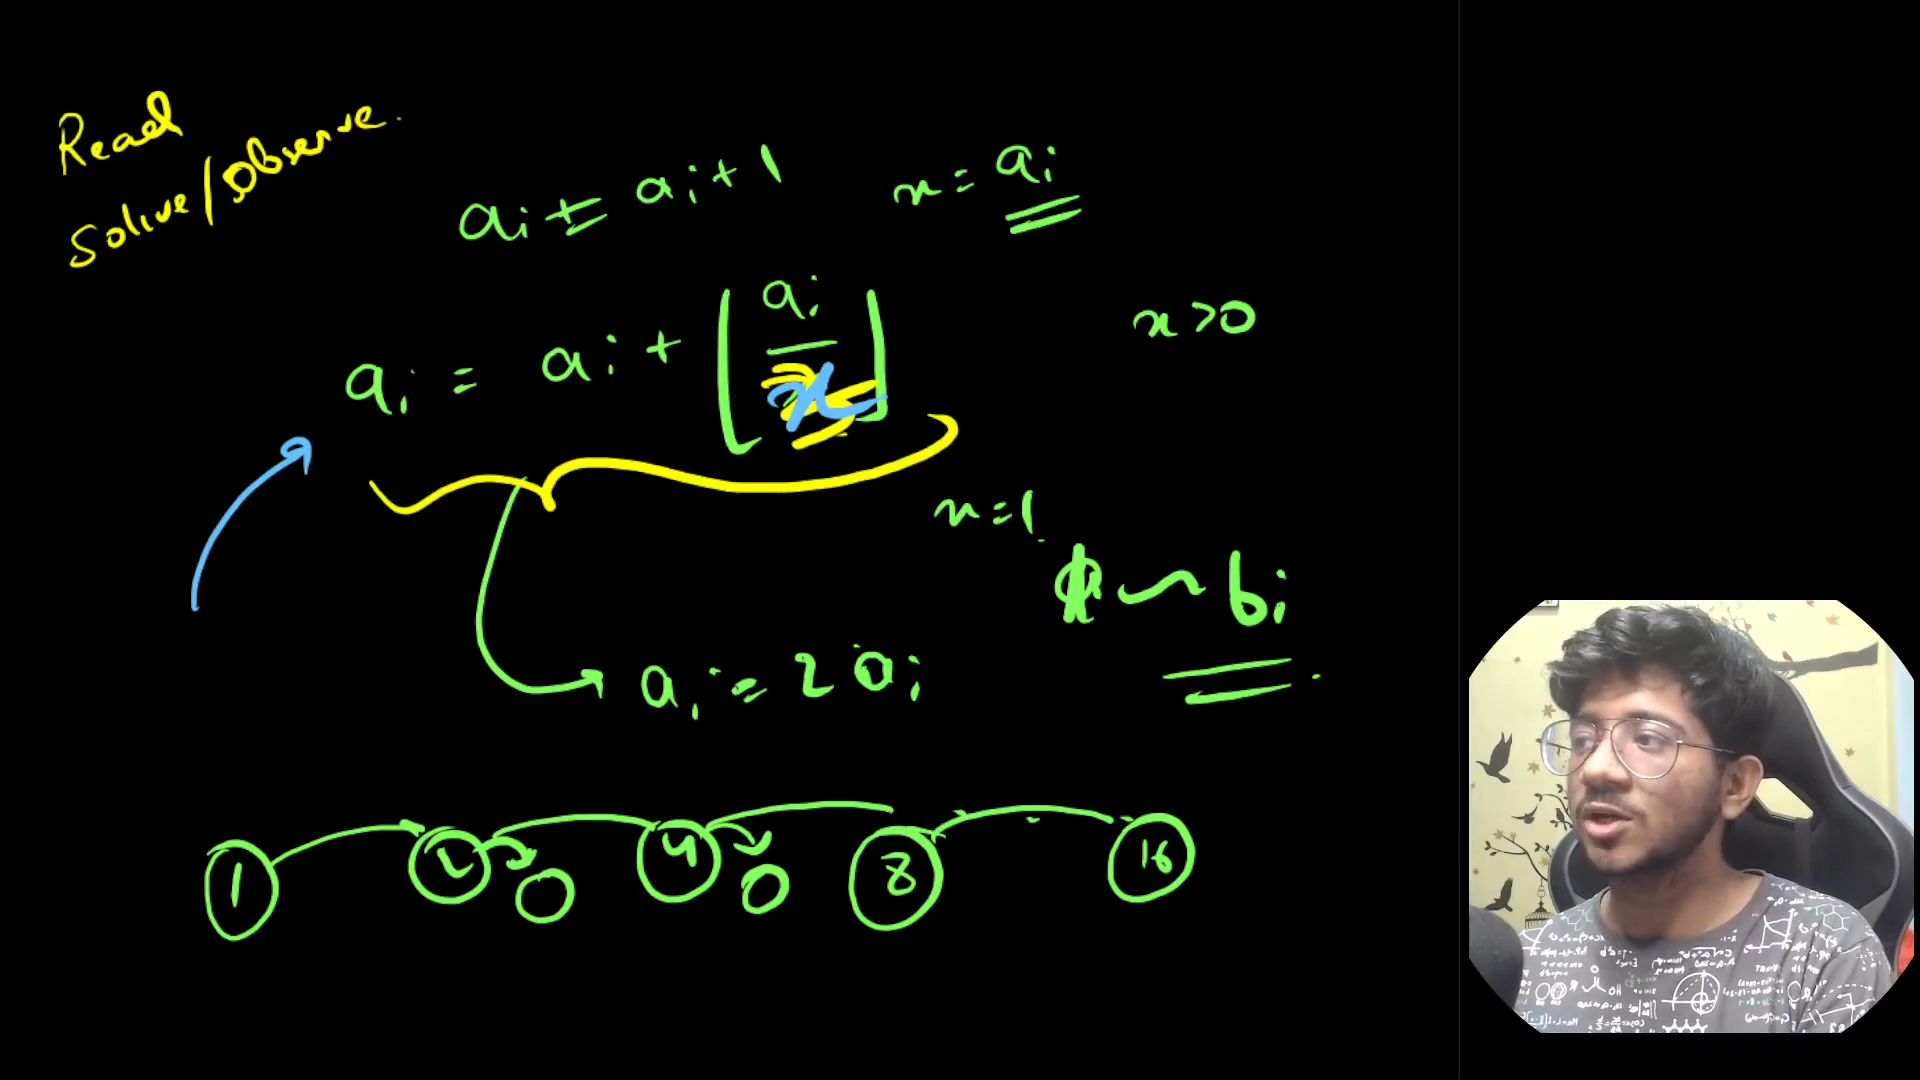 Read
Solve/Observe.
ai += ai + 1
x = ai
ai = ai + ⌊ai/x⌋
x > 0
x = 1
bi
ai = 2ai
1 2 4 8 16